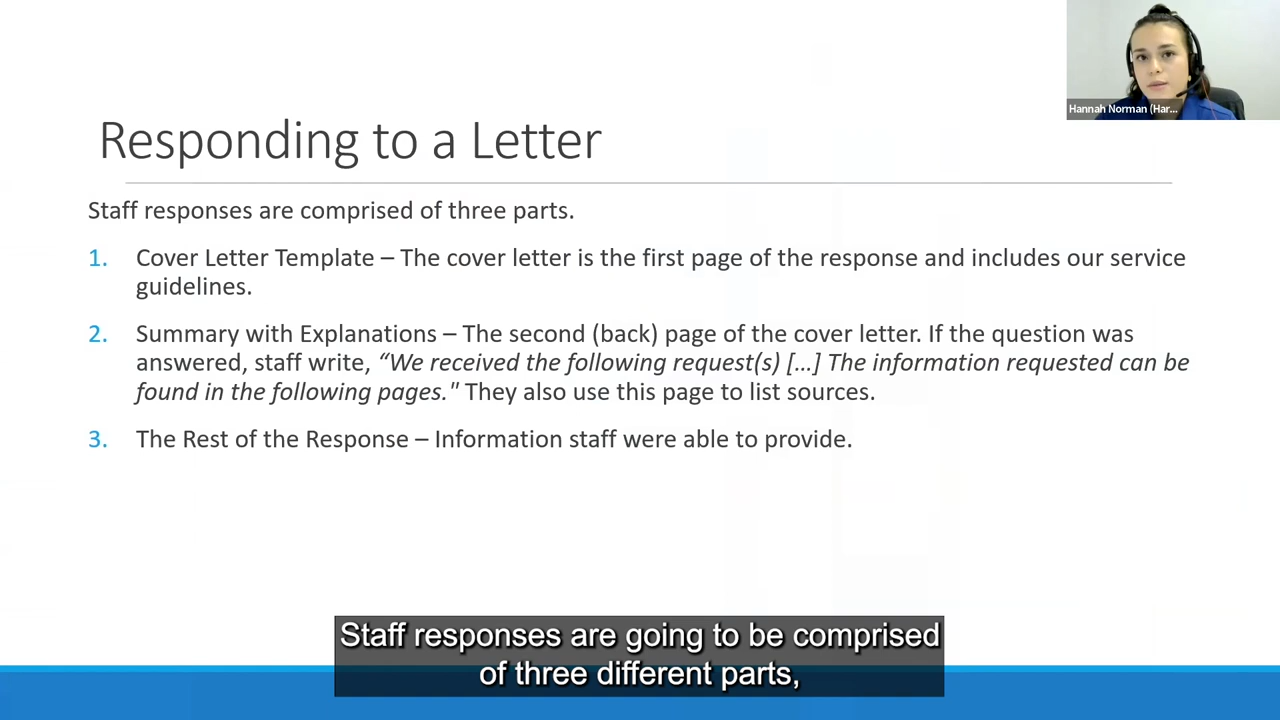 Hannah Norman (Har...
Responding to a Letter
Staff responses are comprised of three parts.
1. Cover Letter Template – The cover letter is the first page of the response and includes our service
guidelines.
2. Summary with Explanations – The second (back) page of the cover letter. If the question was
answered, staff write, “We received the following request(s) […] The information requested can be
found in the following pages." They also use this page to list sources.
3. The Rest of the Response – Information staff were able to provide.
Staff responses are going to be comprised
of three different parts,